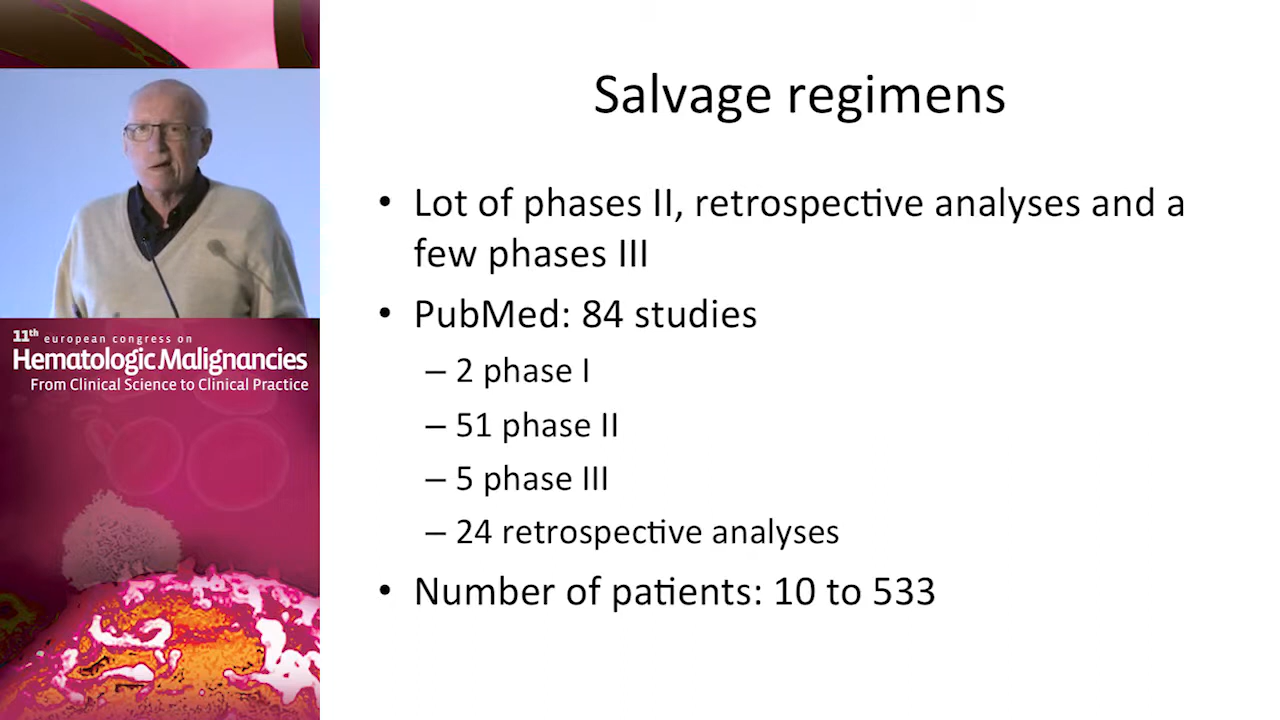 Salvage regimens
• Lot of phases II, retrospective analyses and a
few phases III
• PubMed: 84 studies
– 2 phase I
– 51 phase II
– 5 phase III
– 24 retrospective analyses
• Number of patients: 10 to 533
11th european congress on
Hematologic Malignancies
From Clinical Science to Clinical Practice